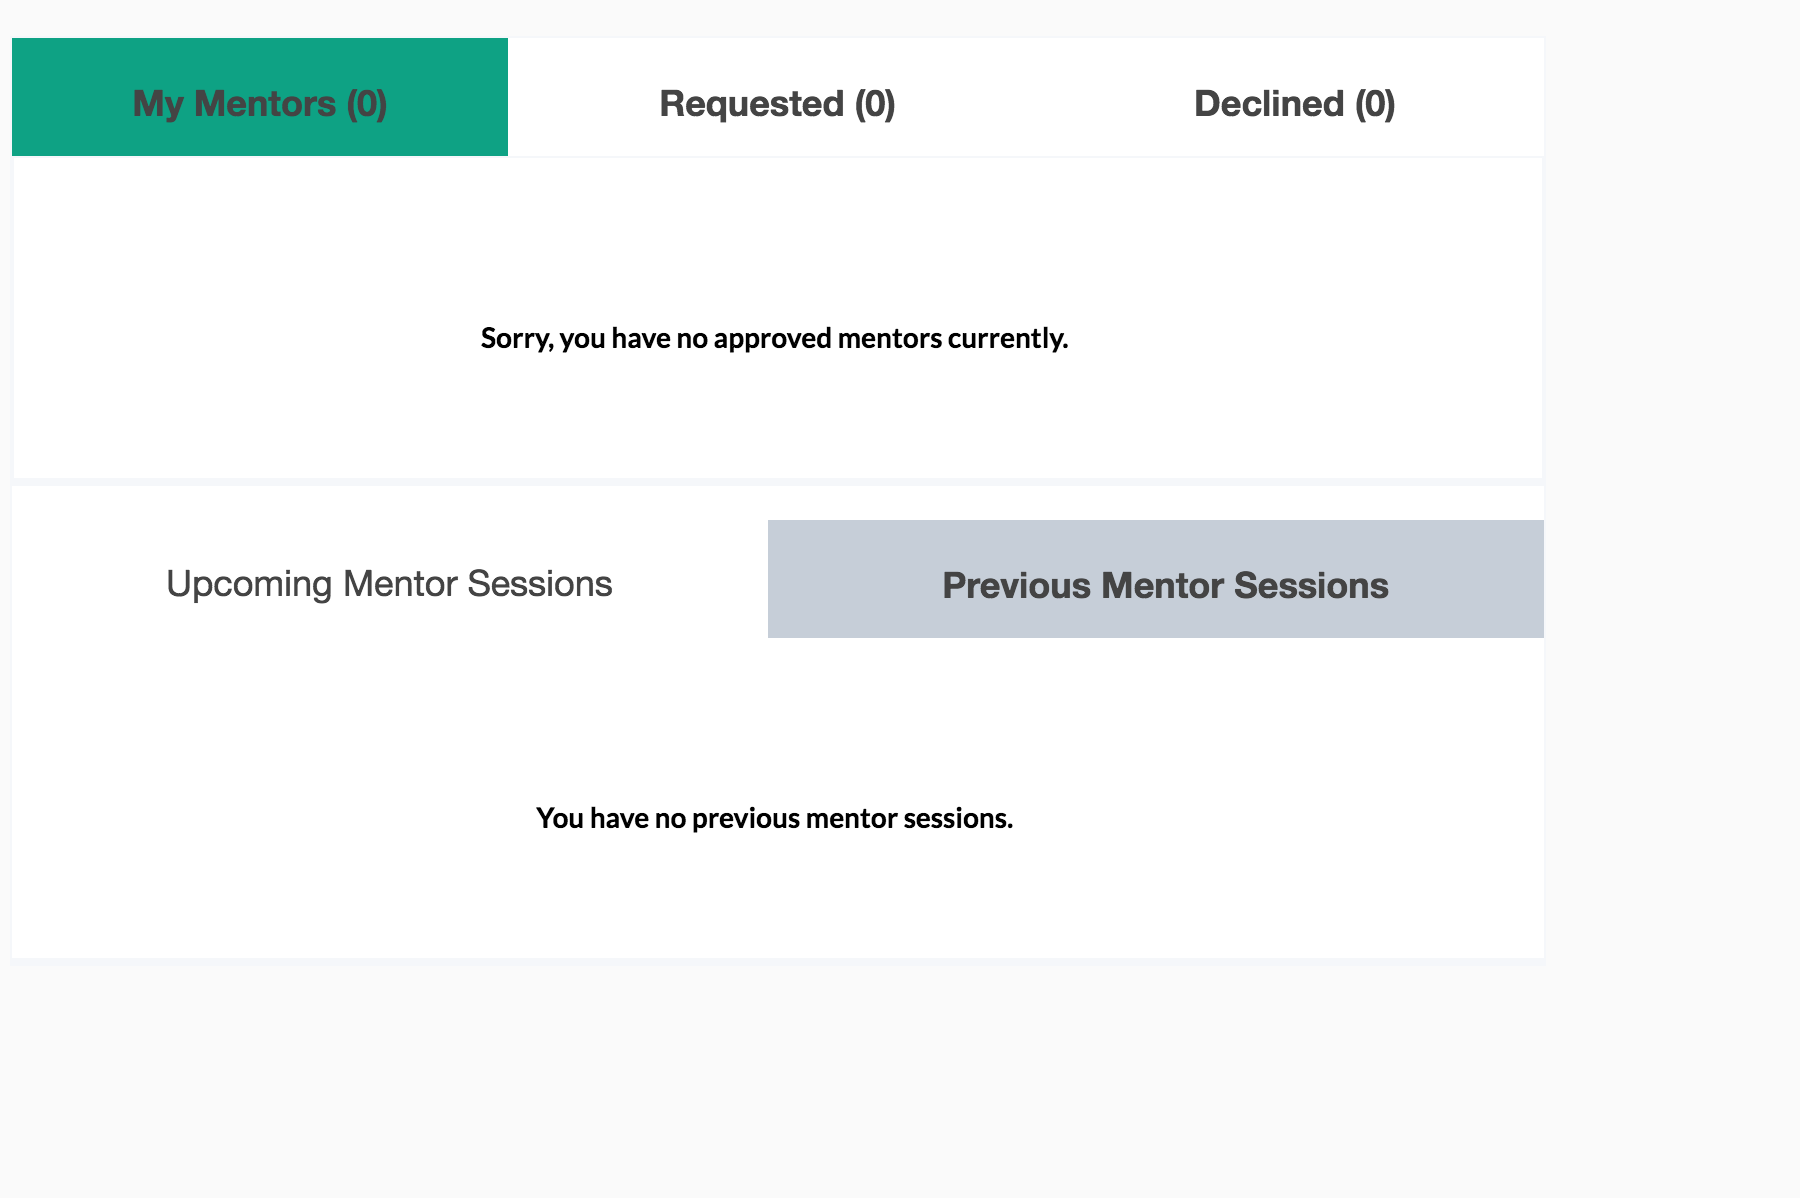 My Mentors (0)
Requested (0)
Declined (0)
Sorry, you have no approved mentors currently.
Upcoming Mentor Sessions
Previous Mentor Sessions
You have no previous mentor sessions.